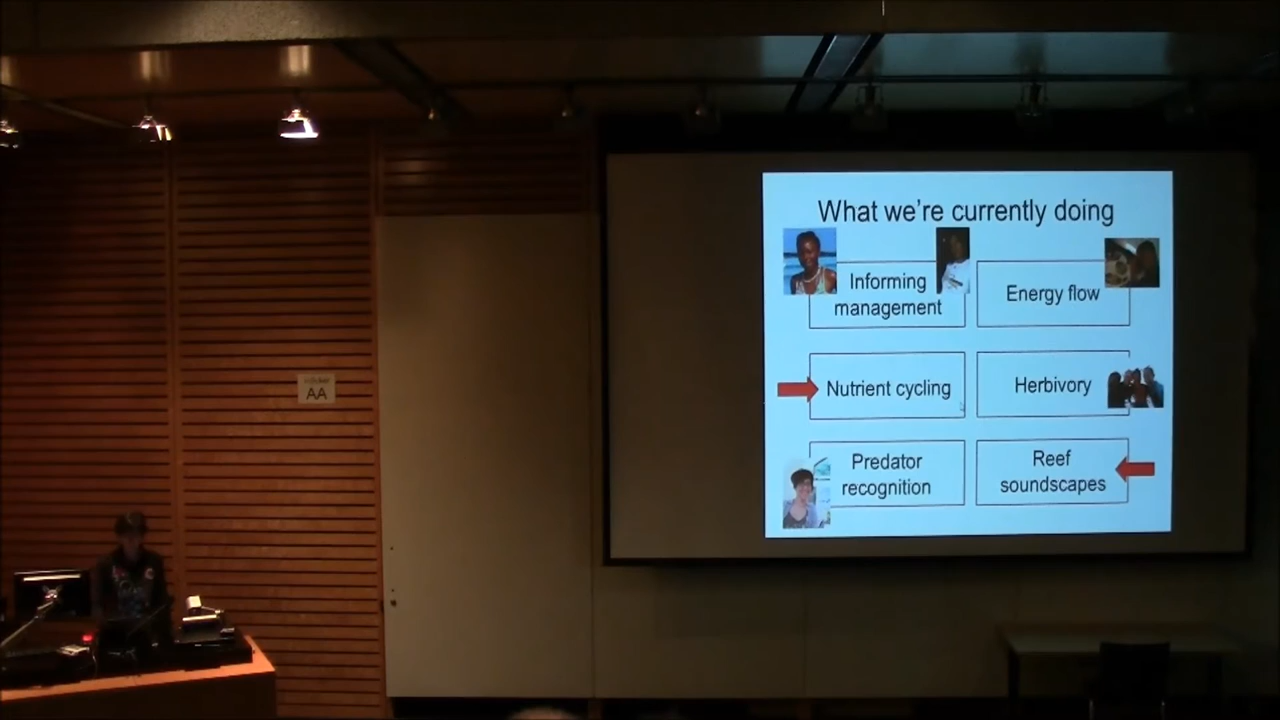 What we're currently doing
Informing
management
Energy flow
Nutrient cycling
Herbivory
Predator
recognition
Reef
soundscapes
AA